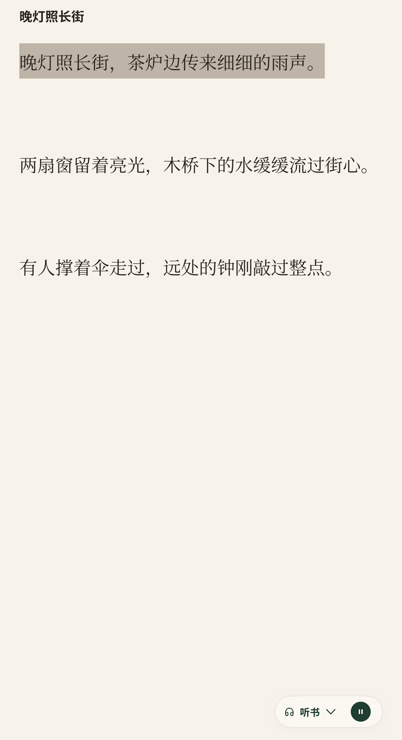 晚灯照长街
晚灯照长街，茶炉边传来细细的雨声。
两扇窗留着亮光，木桥下的水缓缓流过街心。
有人撑着伞走过，远处的钟刚敲过整点。
听书